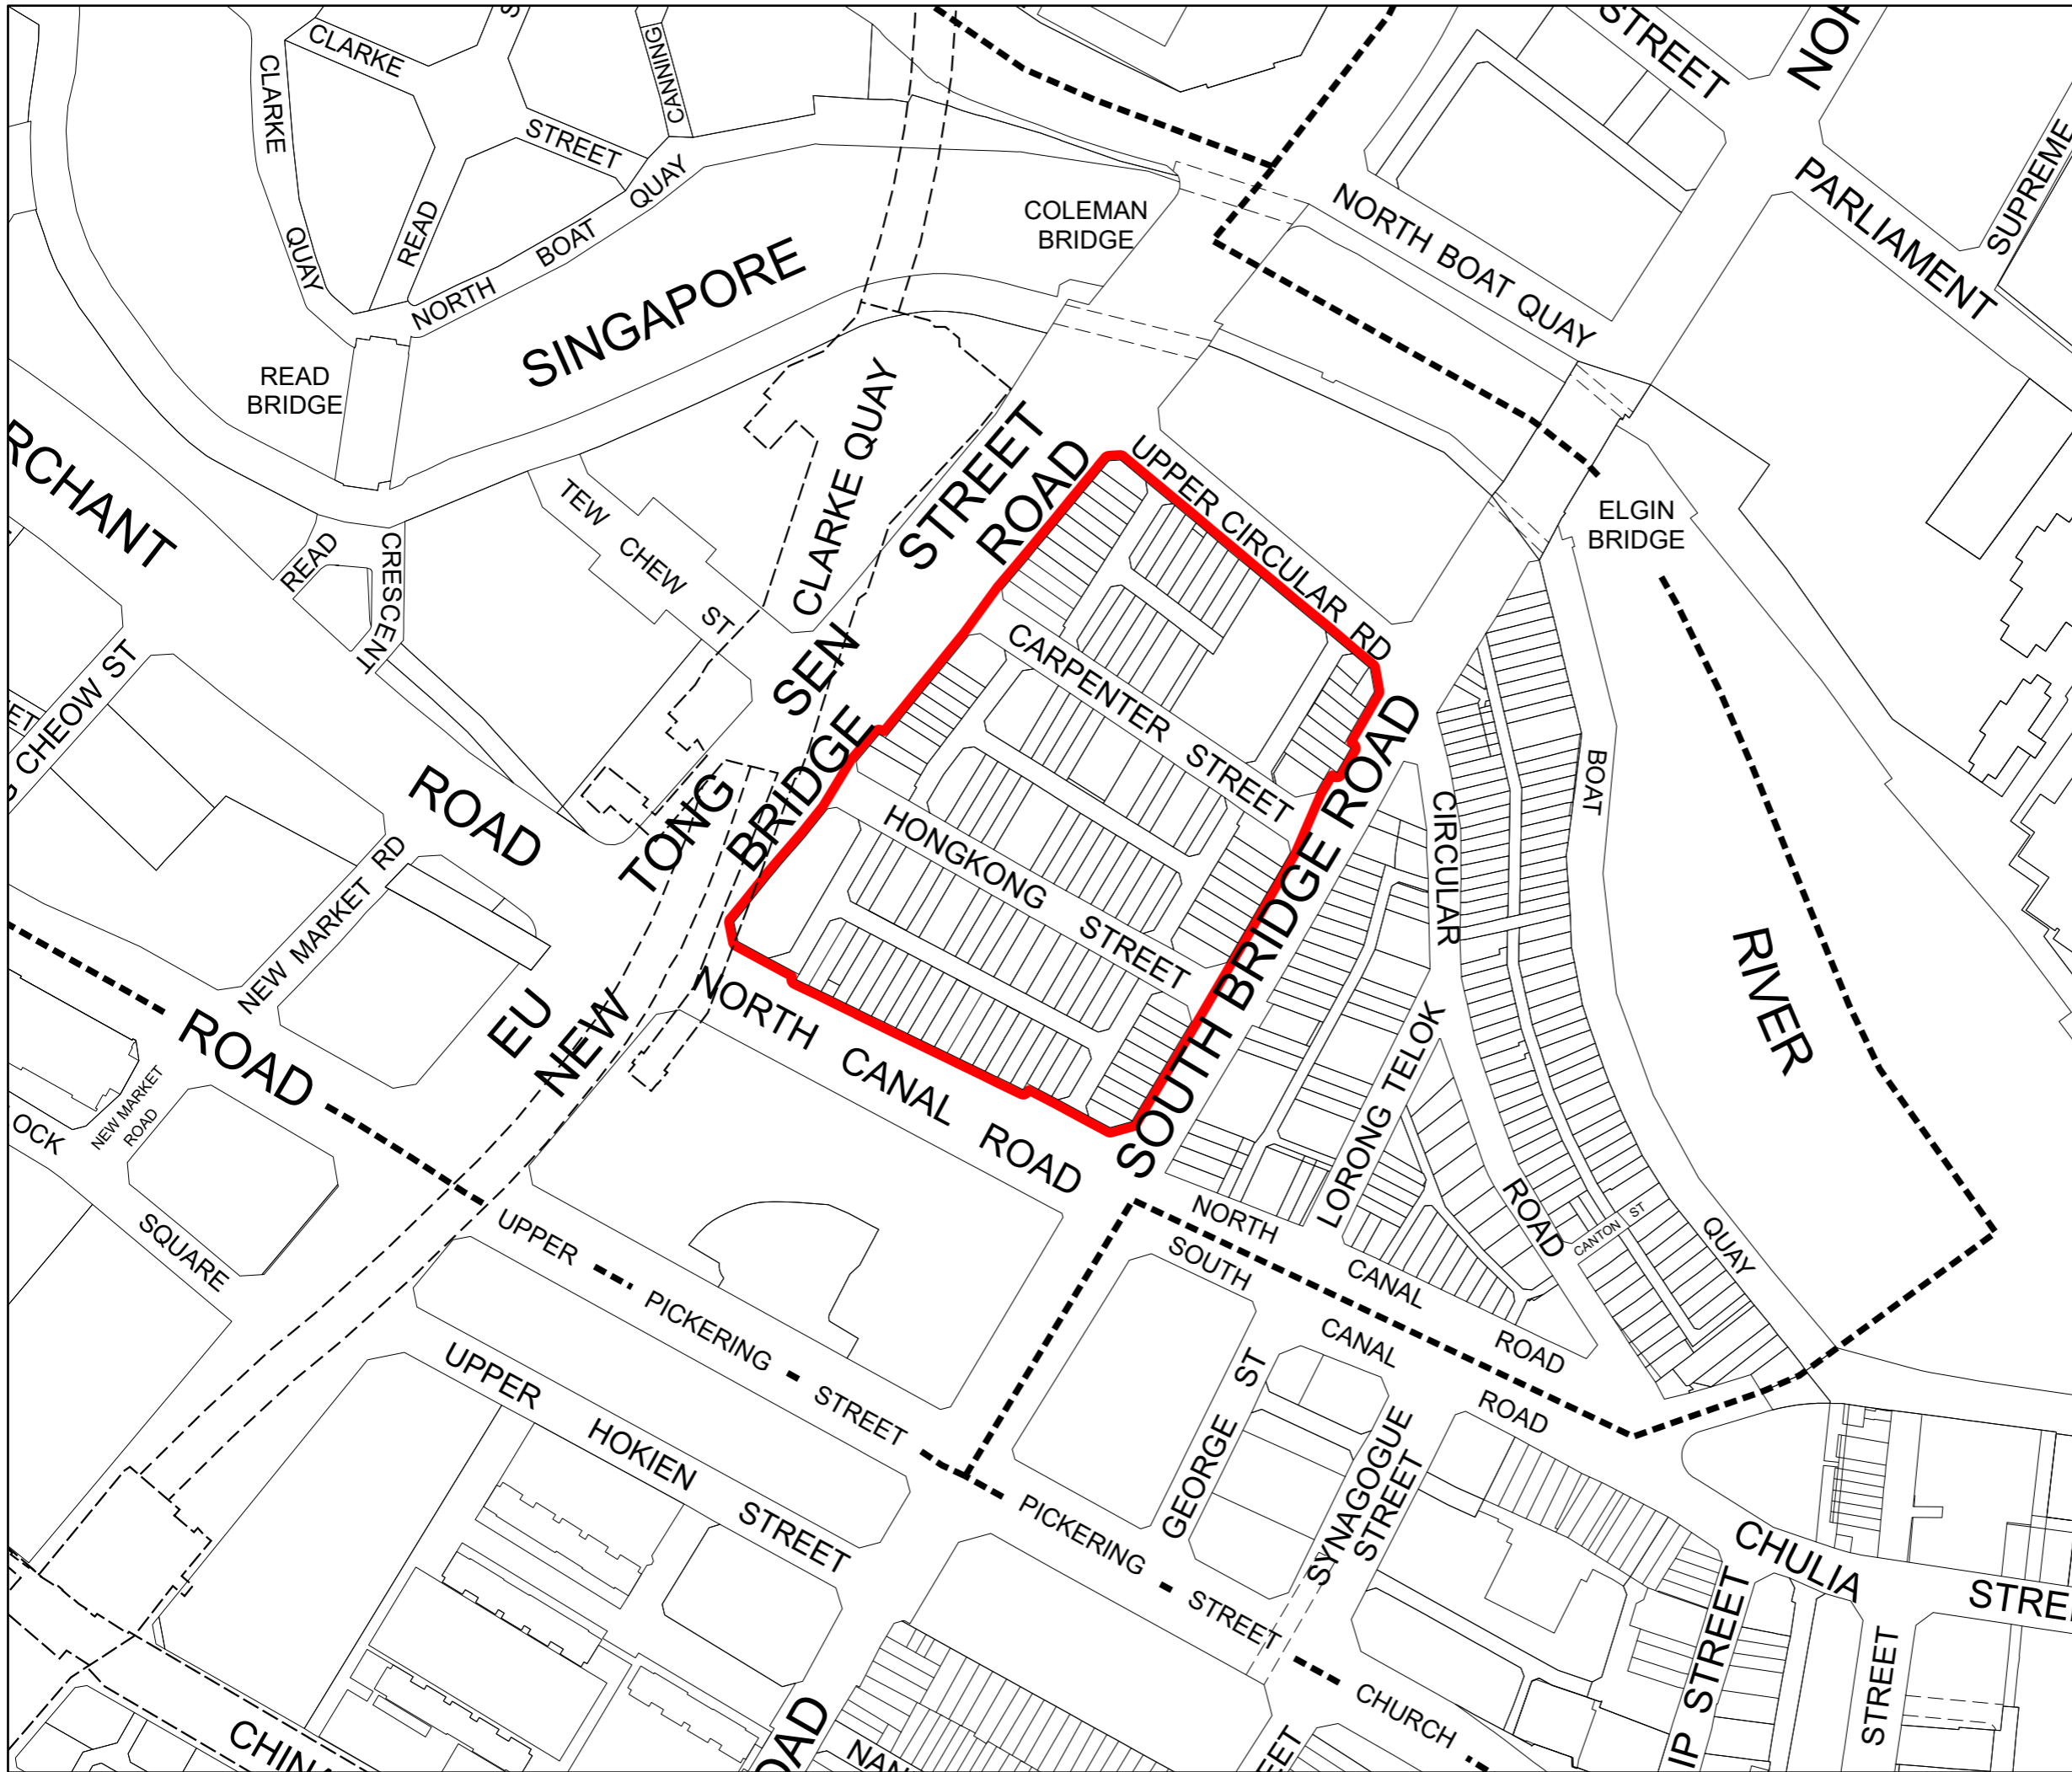 CLARKE
CLARKE
QUAY
STREET
CANNING
READ
NORTH
BOAT
QUAY
READ
BRIDGE
SINGAPORE
COLEMAN
BRIDGE
STREET
PARLIAMENT
SUPREME
NORTH BOAT QUAY
ELGIN
BRIDGE
RCHANT
ROAD
READ
CRESCENT
TEW
CHEW
ST
CLARKE QUAY
CHEOW ST
NEW MARKET RD
EU
TONG
SEN
STREET
NEW
BRIDGE
ROAD
UPPER CIRCULAR RD
CARPENTER STREET
HONGKONG STREET
NORTH CANAL ROAD
SOUTH BRIDGE ROAD
CIRCULAR
ROAD
LORONG TELOK
BOAT
QUAY
CANTON ST
RIVER
ROAD
NEW MARKET
ROAD
OCK
SQUARE
UPPER
PICKERING
STREET
NORTH
CANAL
ROAD
SOUTH
CANAL
ROAD
UPPER
HOKIEN
STREET
PICKERING
STREET
GEORGE ST
SYNAGOGUE
STREET
CHURCH
CHULIA
STREET